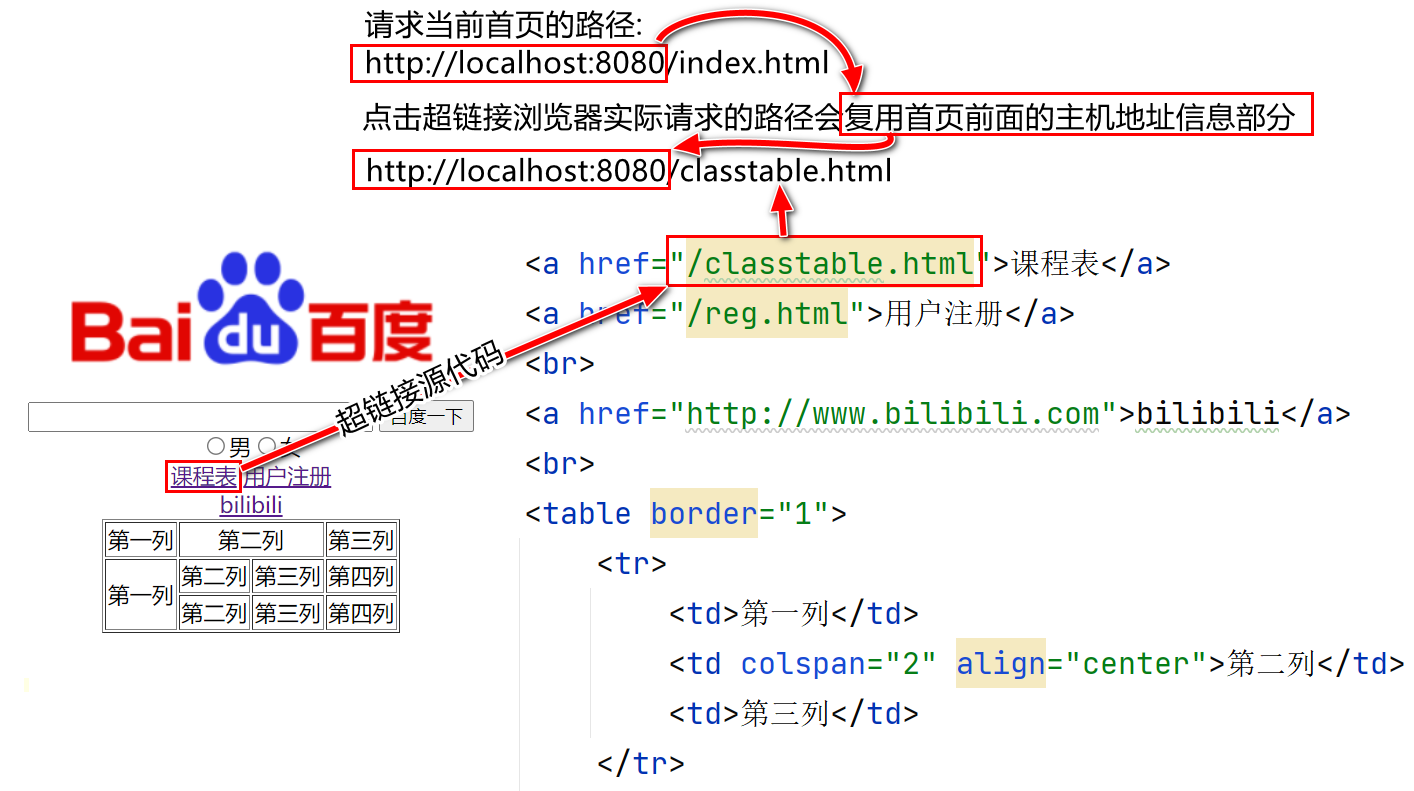 请求当前首页的路径:
http://localhost:8080/index.html
点击超链接浏览器实际请求的路径会复用首页前面的主机地址信息部分
http://localhost:8080/classtable.html
<a href="/classtable.html">课程表</a>
<a href="/reg.html">用户注册</a>
<br>
<a href="http://www.bilibili.com">bilibili</a>
<br>
<table border="1">
<tr>
<td>第一列</td>
<td colspan="2" align="center">第二列</td>
<td>第三列</td>
</tr>
Bai du 百度
超链接源代码
百度一下
男 女
课程表 用户注册
bilibili
第一列 第二列 第三列
第一列 第二列 第三列 第四列
第二列 第三列 第四列